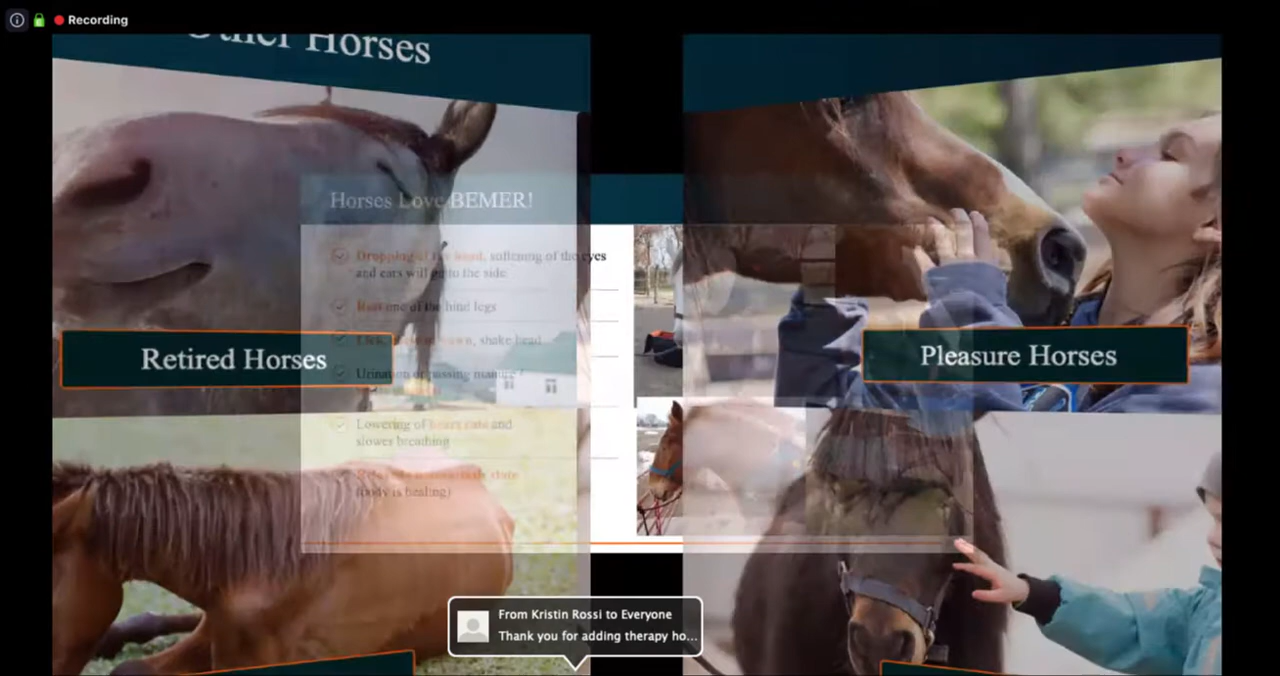 Recording
Other Horses
Horses Love BEMER!
Dropping of the head, softening of the eyes
and ears will go to the side
Rest one of the hind legs
Retired Horses
Pleasure Horses
shake head
Urination or passing manure
Lowering of heart rate and
slower breathing
state
(body is healing)
From Kristin Rossi to Everyone
Thank you for adding therapy ho...